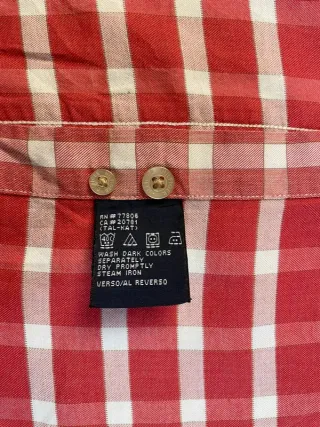 RN # 77806
CA # 20781
(TAL-HAT)
WASH DARK COLORS
SEPARATELY
DRY PROMPTLY
STEAM IRON
VERSO/AL REVERSO